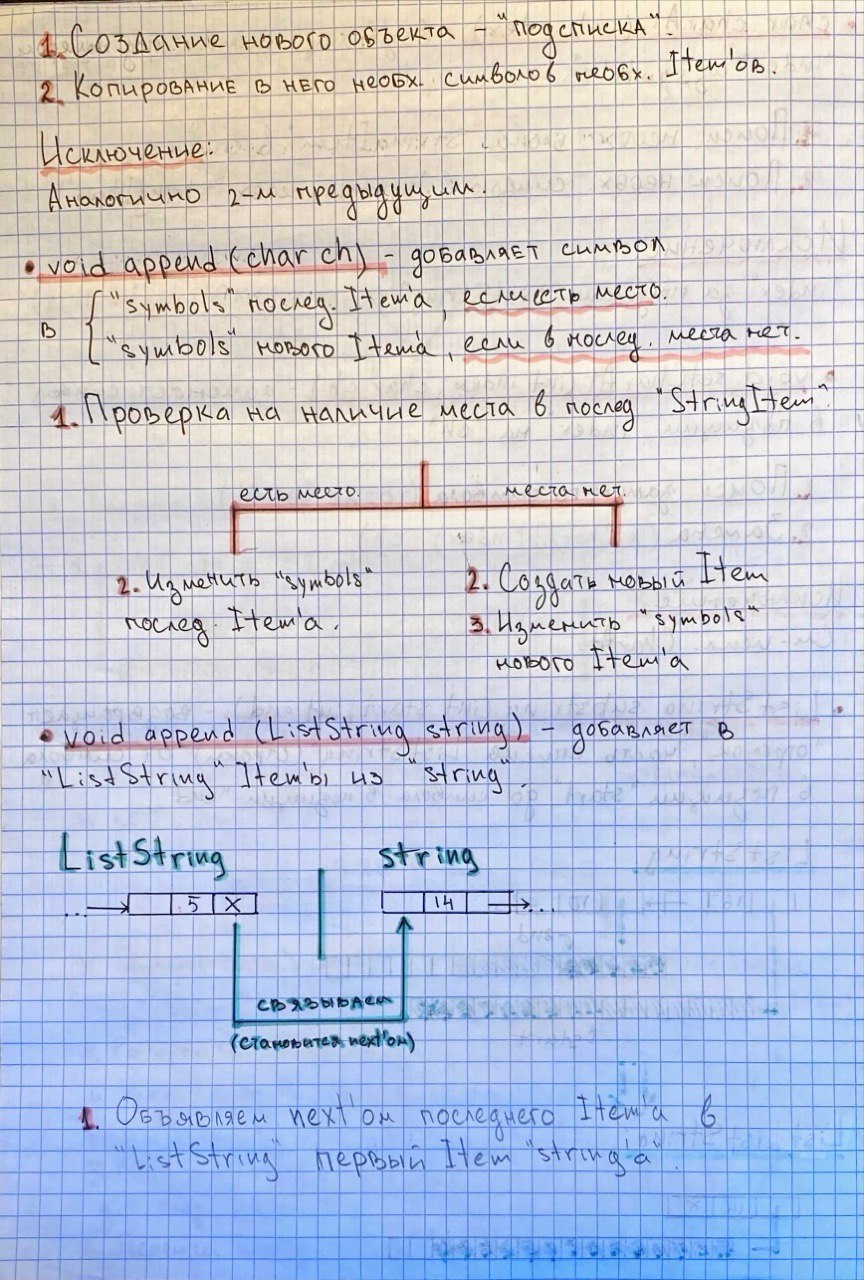 1. Создание нового объекта - "подсписка".
2. Копирование в него необх. символов необх. Item'ов.
Исключение:
Аналогично 2-м предыдущим.
• void append (char ch) - добавляет символ
в { "symbols" послед. Item'а, если есть место.
"symbols" нового Item'а, если в послед. места нет.
1. Проверка на наличие места в послед "StringItem".
есть место. места нет.
2. Изменить "symbols"
послед. Item'а.
2. Создать новый Item
3. Изменить "symbols"
нового Item'а
• void append (ListString string) - добавляет в
"ListString" Item'ы из "string".
ListString string
... 5 X 14 ...
связываем
(становится next'ом)
1. Объявляем next'ом последнего Item'а в
"ListString" первый Item "string'а".